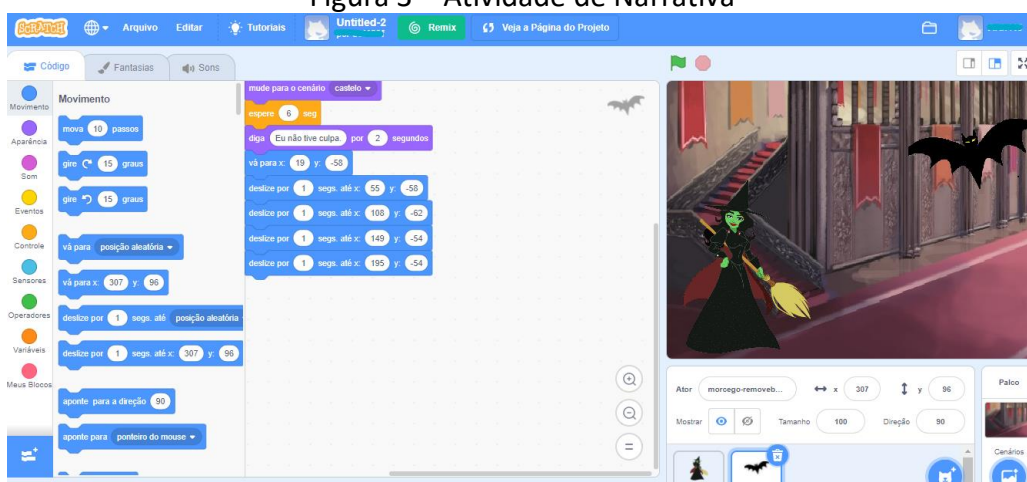 Figura 3 – Atividade de Narrativa
SCRATCH Arquivo Editar Tutoriais Untitled-2 Remix Veja a Página do Projeto
Código Fantasias Sons
Movimento
Aparência
Som
Eventos
Controle
Sensores
Operadores
Variáveis
Meus Blocos
Movimento
mova 10 passos
gire 15 graus
gire 15 graus
vá para posição aleatória
vá para x: 307 y: 96
deslize por 1 segs. até posição aleatória
deslize por 1 segs. até x: 307 y: 96
aponte para a direção 90
aponte para ponteiro do mouse
mude para o cenário castelo
espere 6 seg
diga Eu não tive culpa. por 2 segundos
vá para x: 19 y: -58
deslize por 1 segs. até x: 55 y: -58
deslize por 1 segs. até x: 108 y: -62
deslize por 1 segs. até x: 149 y: -54
deslize por 1 segs. até x: 195 y: -54
Ator morcego-removeb... x 307 y 96
Mostrar Tamanho 100 Direção 90
Palco
Cenários